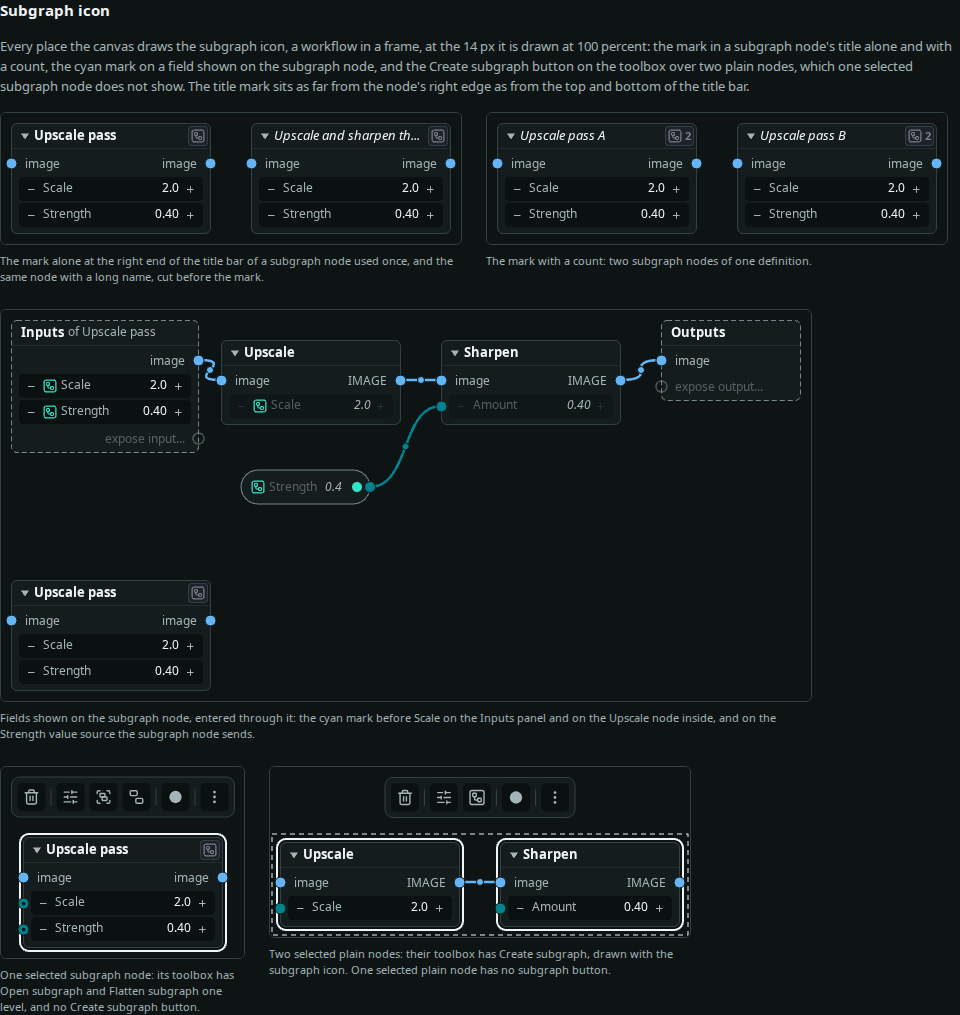 Subgraph icon
Every place the canvas draws the subgraph icon, a workflow in a frame, at the 14 px it is drawn at 100 percent: the mark in a subgraph node's title alone and with
a count, the cyan mark on a field shown on the subgraph node, and the Create subgraph button on the toolbox over two plain nodes, which one selected
subgraph node does not show. The title mark sits as far from the node's right edge as from the top and bottom of the title bar.
Upscale pass
image image
– Scale 2.0 +
– Strength 0.40 +
Upscale and sharpen th...
image image
– Scale 2.0 +
– Strength 0.40 +
The mark alone at the right end of the title bar of a subgraph node used once, and the
same node with a long name, cut before the mark.
Upscale pass A 2
image image
– Scale 2.0 +
– Strength 0.40 +
Upscale pass B 2
image image
– Scale 2.0 +
– Strength 0.40 +
The mark with a count: two subgraph nodes of one definition.
Inputs of Upscale pass
image
– Scale 2.0 +
– Strength 0.40 +
expose input...
Upscale
image IMAGE
– Scale 2.0 +
Sharpen
image IMAGE
– Amount 0.40 +
Outputs
image
expose output...
Strength 0.4
Upscale pass
image image
– Scale 2.0 +
– Strength 0.40 +
Fields shown on the subgraph node, entered through it: the cyan mark before Scale on the Inputs panel and on the Upscale node inside, and on the
Strength value source the subgraph node sends.
Upscale pass
image image
– Scale 2.0 +
– Strength 0.40 +
One selected subgraph node: its toolbox has
Open subgraph and Flatten subgraph one
level, and no Create subgraph button.
Upscale
image IMAGE
– Scale 2.0 +
Sharpen
image IMAGE
– Amount 0.40 +
Two selected plain nodes: their toolbox has Create subgraph, drawn with the
subgraph icon. One selected plain node has no subgraph button.